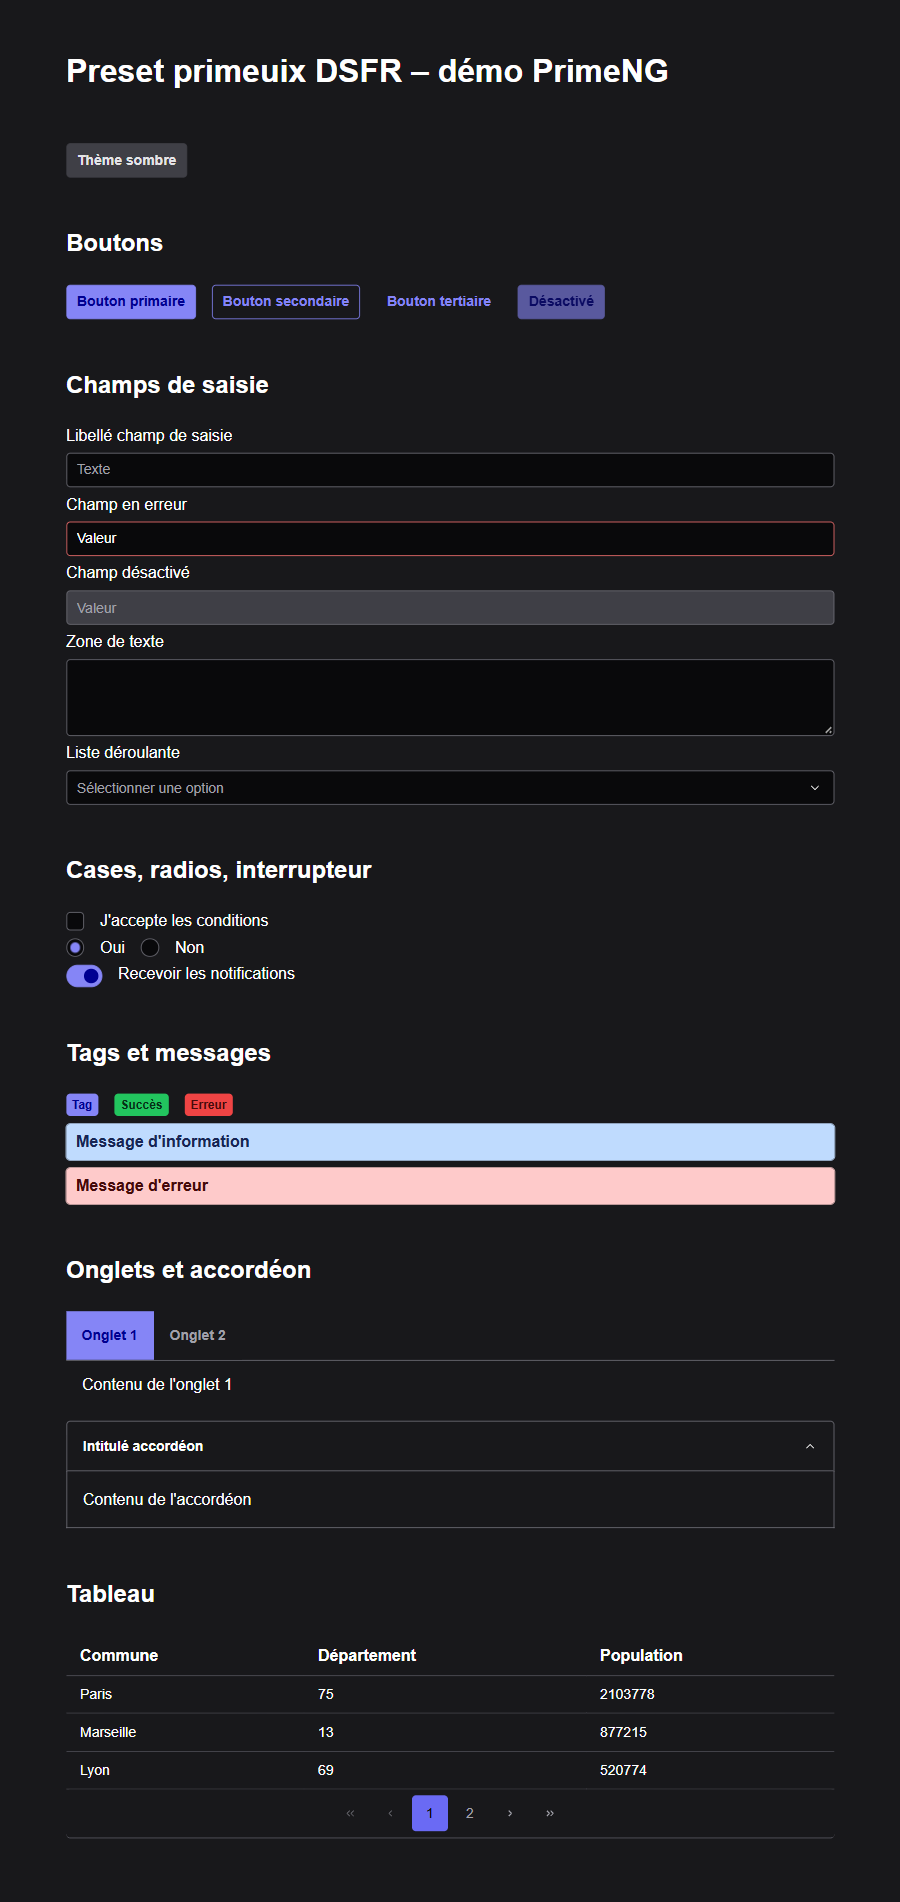 Preset primeuix DSFR – démo PrimeNG
Thème sombre
Boutons
Bouton primaire Bouton secondaire Bouton tertiaire Désactivé
Champs de saisie
Libellé champ de saisie
Texte
Champ en erreur
Valeur
Champ désactivé
Valeur
Zone de texte
Liste déroulante
Sélectionner une option
Cases, radios, interrupteur
J'accepte les conditions
Oui Non
Recevoir les notifications
Tags et messages
Tag Succès Erreur
Message d'information
Message d'erreur
Onglets et accordéon
Onglet 1 Onglet 2
Contenu de l'onglet 1
Intitulé accordéon
Contenu de l'accordéon
Tableau
Commune Département Population
Paris 75 2103778
Marseille 13 877215
Lyon 69 520774
« ‹ 1 2 › »